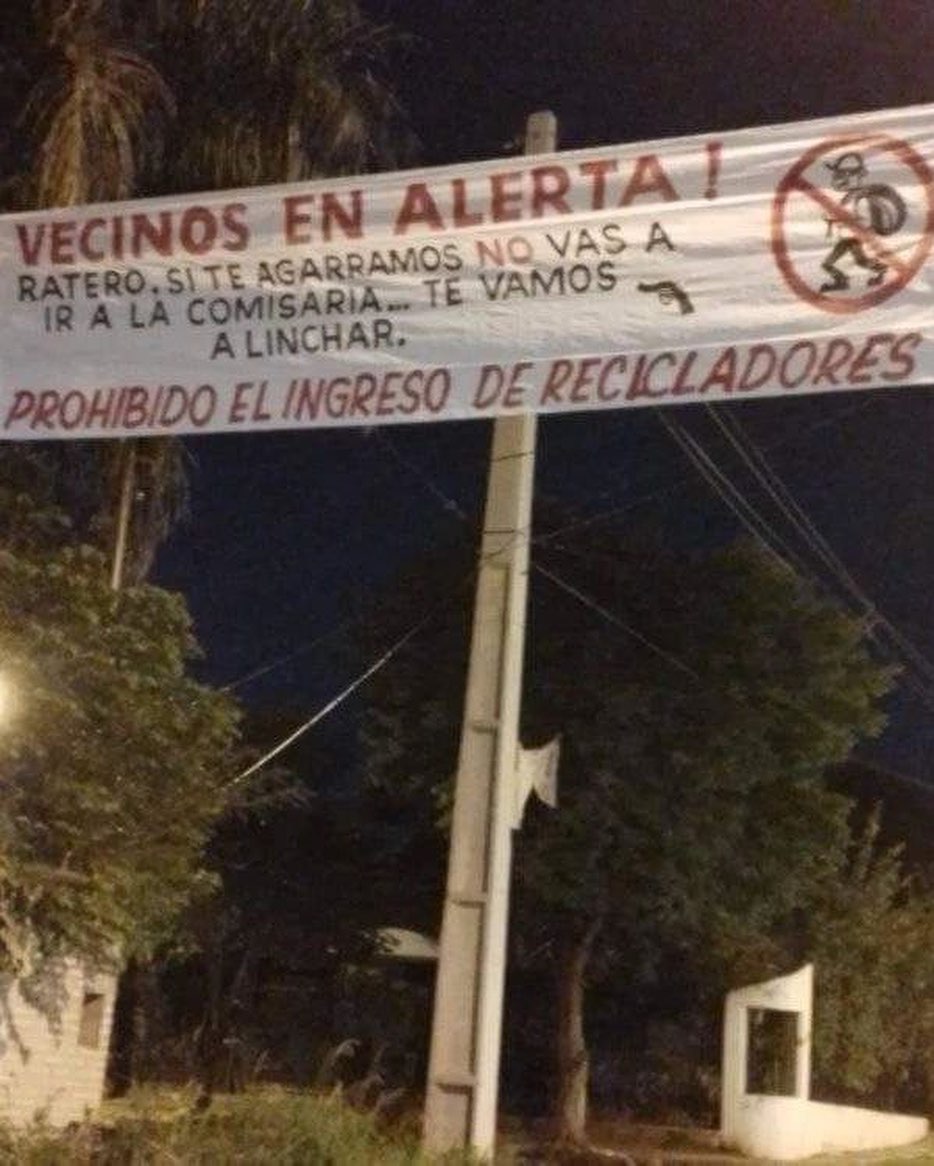 VECINOS EN ALERTA!
RATERO. SI TE AGARRAMOS NO VAS A
IR A LA COMISARIA... TE VAMOS
A LINCHAR.
PROHIBIDO EL INGRESO DE RECICLADORES